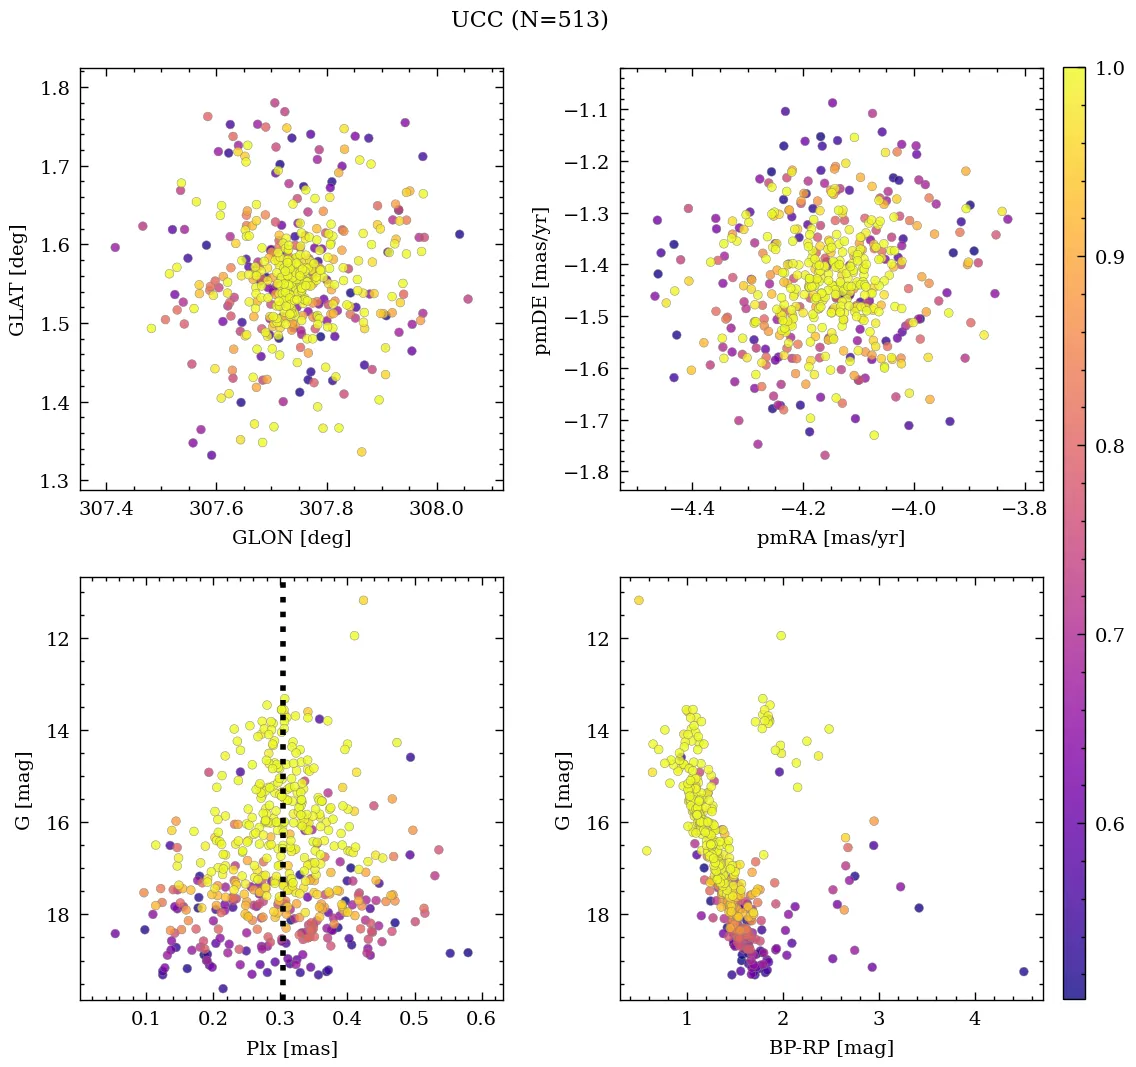 UCC (N=513)
1.8
1.7
1.6
1.5
1.4
1.3
GLAT [deg]
307.4 307.6 307.8 308.0
GLON [deg]
−1.1
−1.2
−1.3
−1.4
−1.5
−1.6
−1.7
−1.8
pmDE [mas/yr]
−4.4 −4.2 −4.0 −3.8
pmRA [mas/yr]
1.0
0.9
0.8
0.7
0.6
12
14
16
18
G [mag]
0.1 0.2 0.3 0.4 0.5 0.6
Plx [mas]
12
14
16
18
G [mag]
1 2 3 4
BP-RP [mag]